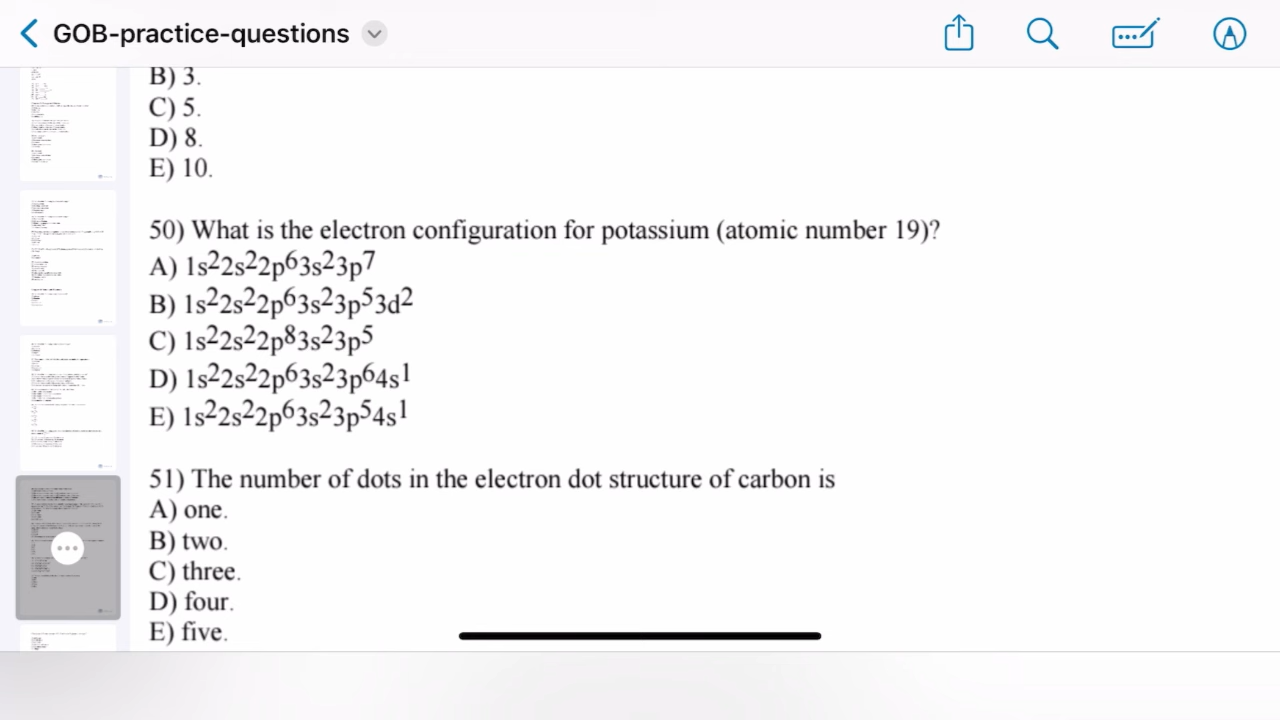 GOB-practice-questions
B) 3.
C) 5.
D) 8.
E) 10.
50) What is the electron configuration for potassium (atomic number 19)?
A) 1s²2s²2p⁶3s²3p⁷
B) 1s²2s²2p⁶3s²3p⁵3d²
C) 1s²2s²2p⁸3s²3p⁵
D) 1s²2s²2p⁶3s²3p⁶4s¹
E) 1s²2s²2p⁶3s²3p⁵4s¹
51) The number of dots in the electron dot structure of carbon is
A) one.
B) two.
C) three.
D) four.
E) five.